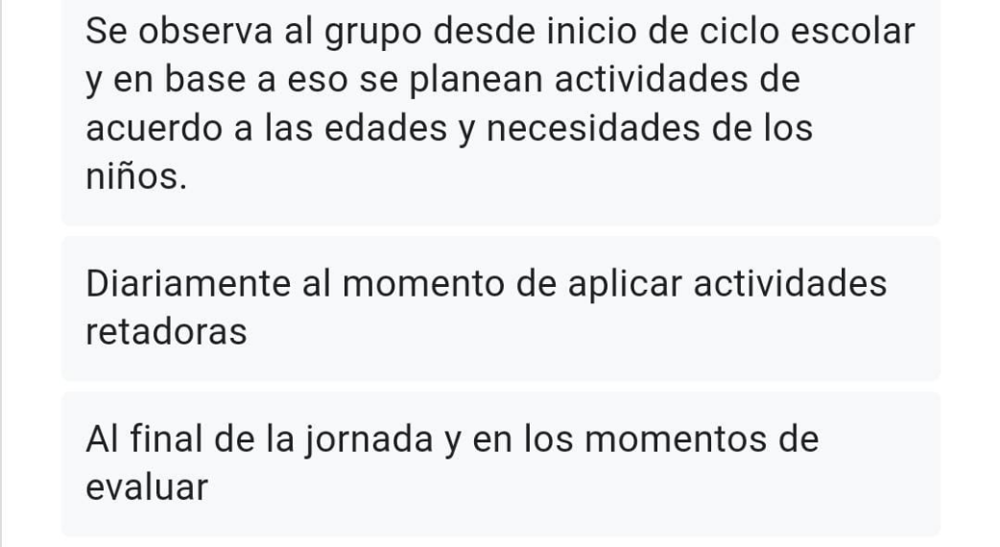 Se observa al grupo desde inicio de ciclo escolar
y en base a eso se planean actividades de
acuerdo a las edades y necesidades de los
niños.
Diariamente al momento de aplicar actividades
retadoras
Al final de la jornada y en los momentos de
evaluar